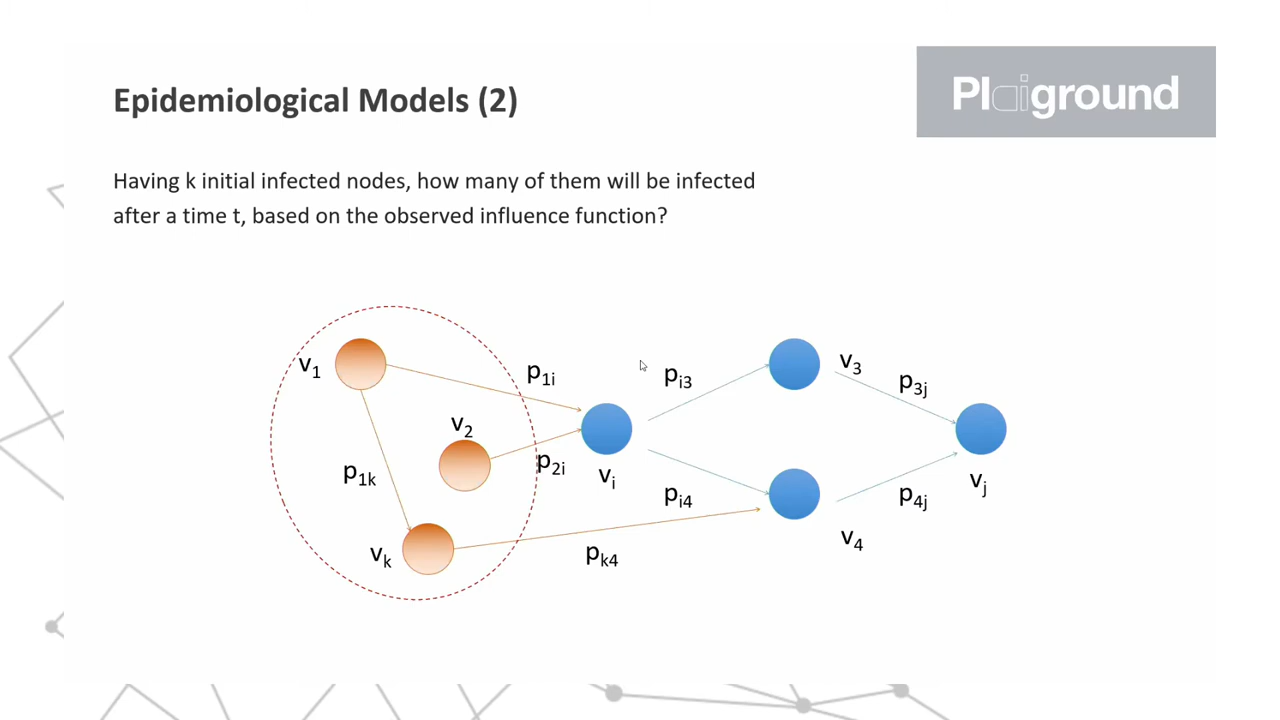 Epidemiological Models (2)
Plaiground
Having k initial infected nodes, how many of them will be infected
after a time t, based on the observed influence function?
v1
p1i
v2
p2i
p1k
vk
pk4
vi
pi3
pi4
v3
p3j
v4
p4j
vj